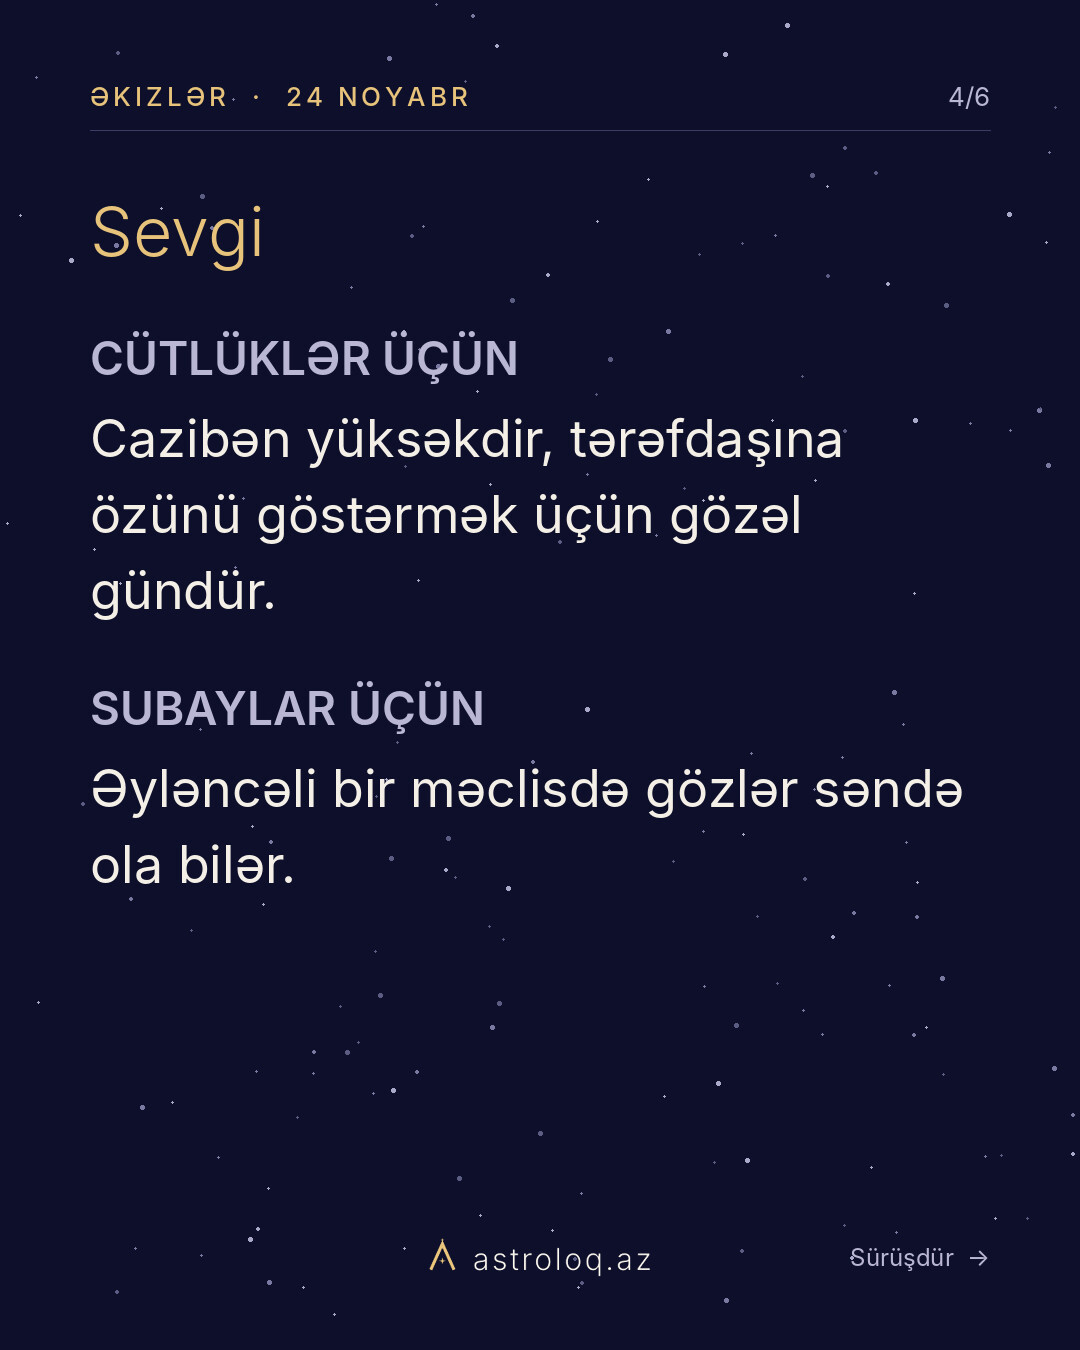 ƏKIZLƏR · 24 NOYABR 4/6
Sevgi
CÜTLÜKLƏR ÜÇÜN
Cazibən yüksəkdir, tərəfdaşına
özünü göstərmək üçün gözəl
gündür.
SUBAYLAR ÜÇÜN
Əyləncəli bir məclisdə gözlər səndə
ola bilər.
astroloq.az Sürüşdür →